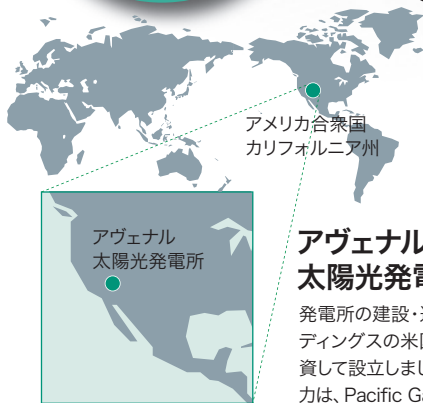 アメリカ合衆国
カリフォルニア州
アヴェナル
太陽光発電所
アヴェナル
太陽光発
発電所の建設・
ディングスの米国
資して設立しまし
力は、Pacific Ga